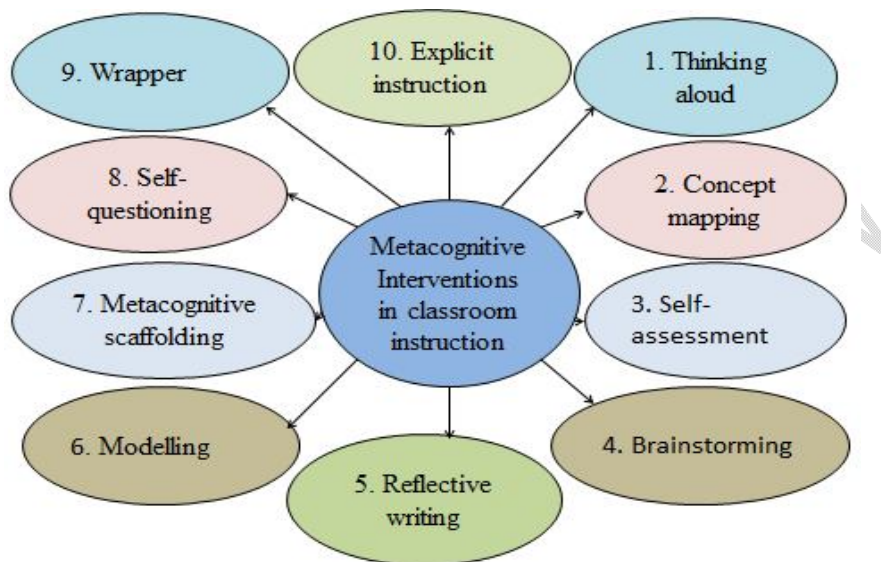 Metacognitive
Interventions
in classroom
instruction
1. Thinking
aloud
2. Concept
mapping
3. Self-
assessment
4. Brainstorming
5. Reflective
writing
6. Modelling
7. Metacognitive
scaffolding
8. Self-
questioning
9. Wrapper
10. Explicit
instruction